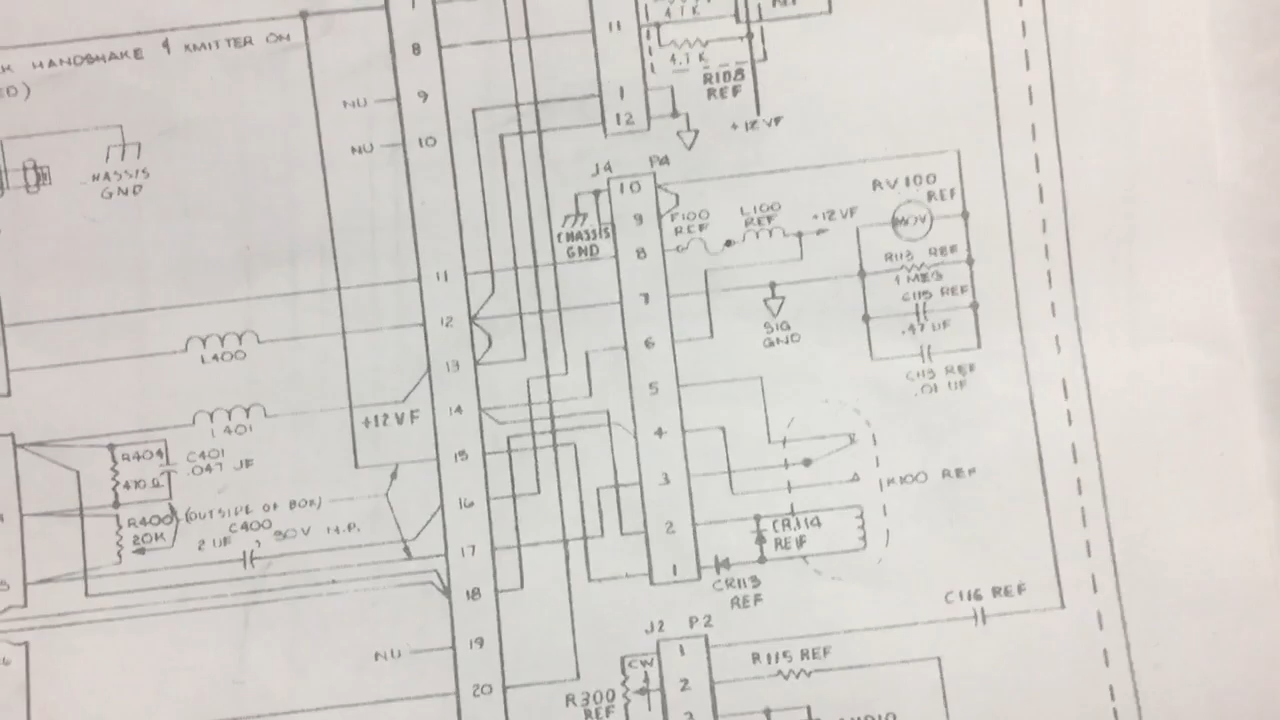 HANDSHAKE & XMITTER ON
ED)
8
9
10
NU
NU
GND
11
12
13
14
15
16
17
18
19
20
NU
L400
+12VF
R404
470Ω
C401
.047
R400
20K
(OUTSIDE OF BOX)
C400
2 UF
50V N.P.
11
1
12
4.7K
4.7 K
R108
REF
+12VF
J4
P4
10
9
8
7
6
5
4
3
2
1
CHASSIS
GND
F100
REF
L100
REF
+12VF
RV100
REF
MOV
R113 REF
1 MEG
C115 REF
.47 UF
C113 REF
.01 UF
SIG
GND
K100 REF
CR114
REF
CR113
REF
C116 REF
J2
P2
1
2
CW
R300
REF
R115 REF